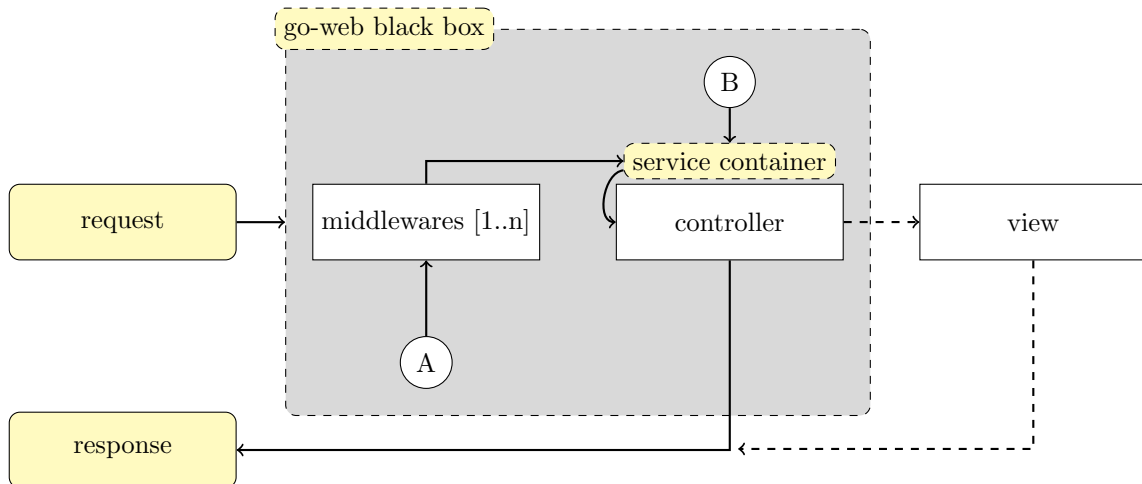 go-web black box
B
service container
request
middlewares [1..n]
controller
view
A
response